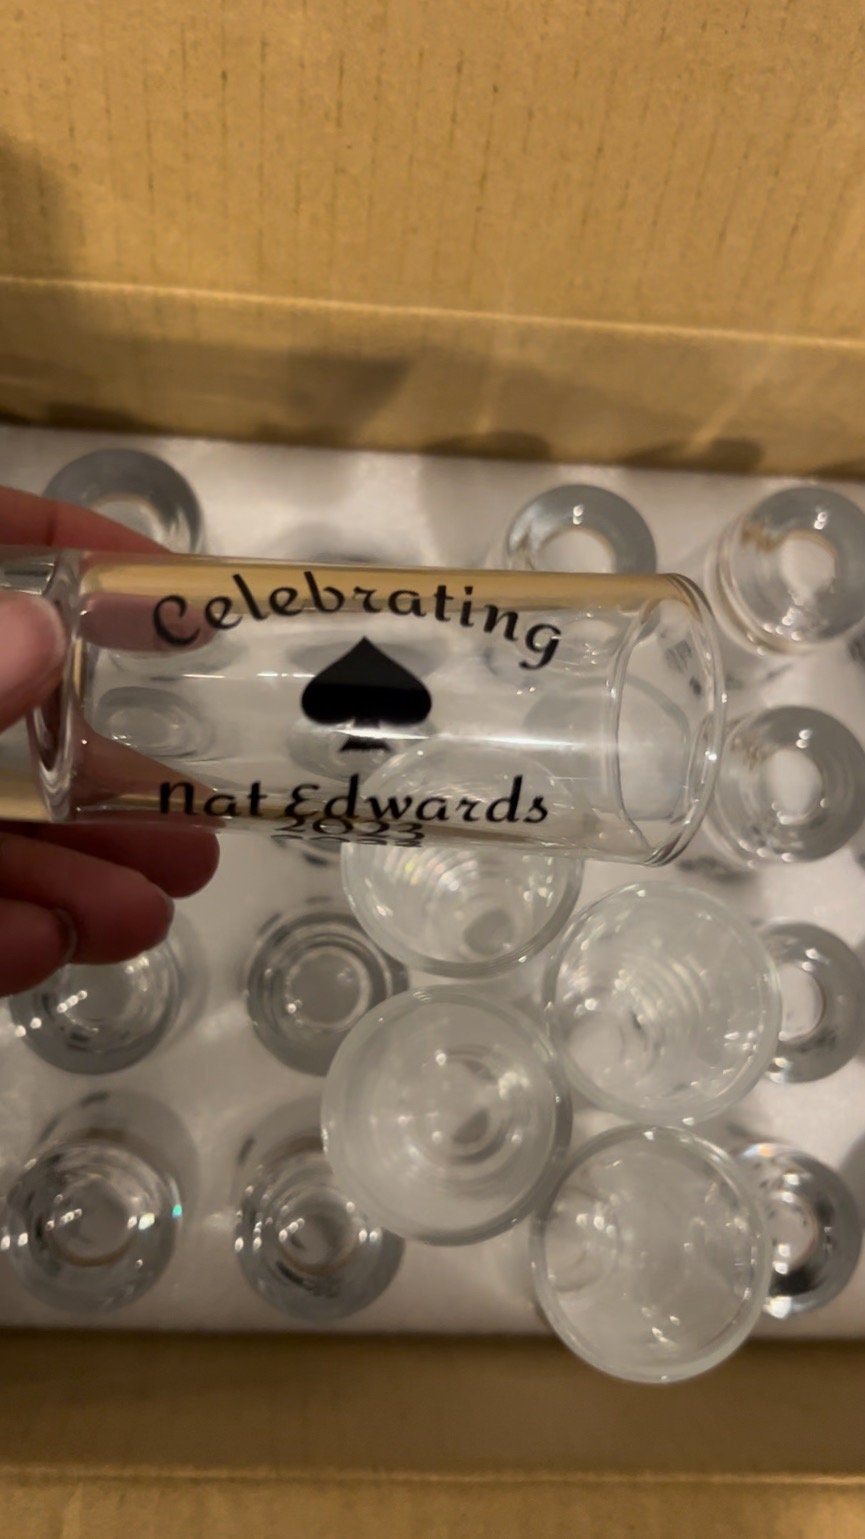 Celebrating
Nat Edwards
2023